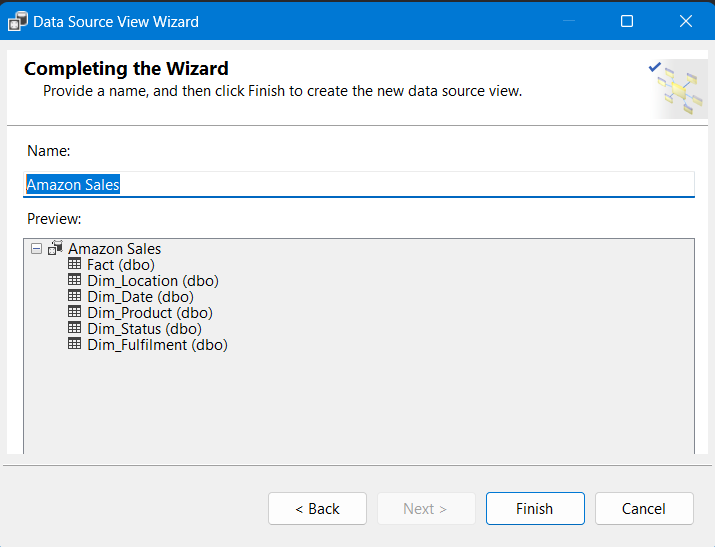 Data Source View Wizard
Completing the Wizard
Provide a name, and then click Finish to create the new data source view.
Name:
Amazon Sales
Preview:
Amazon Sales
Fact (dbo)
Dim_Location (dbo)
Dim_Date (dbo)
Dim_Product (dbo)
Dim_Status (dbo)
Dim_Fulfilment (dbo)
< Back
Next >
Finish
Cancel